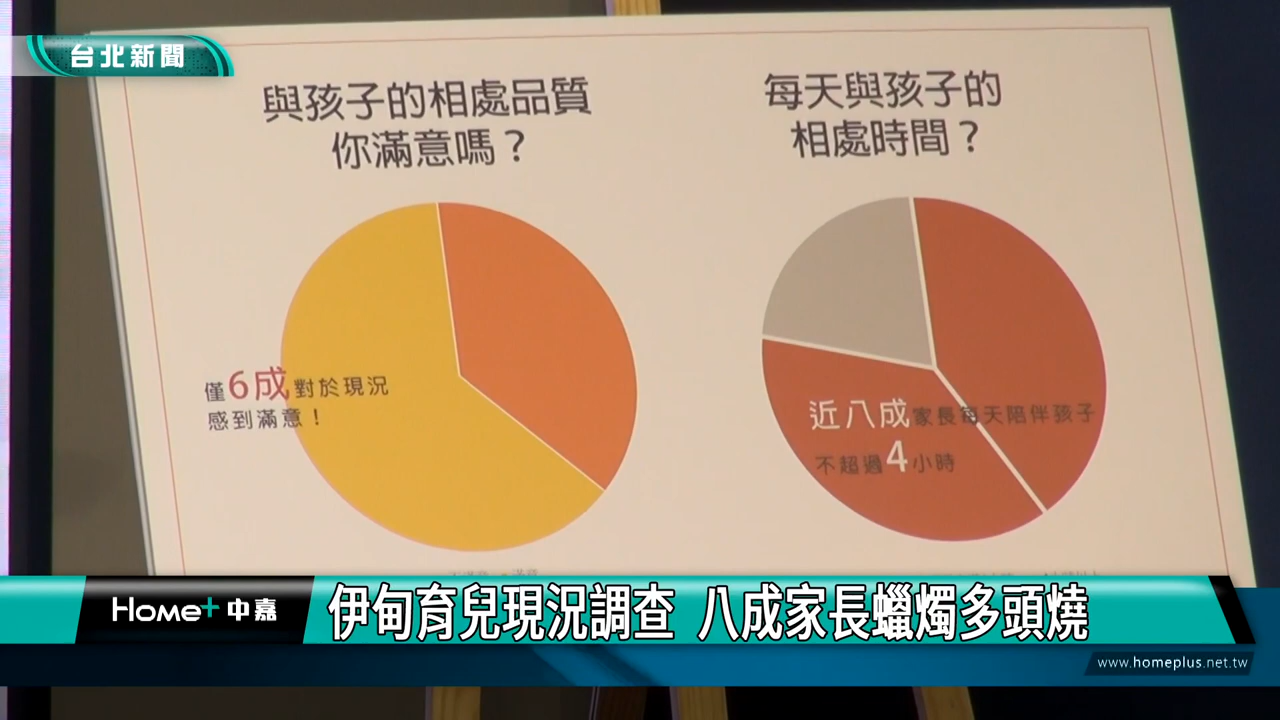 台北新聞
與孩子的相處品質
你滿意嗎？
僅6成對於現況
感到滿意！
每天與孩子的
相處時間？
近八成家長每天陪伴孩子
不超過4小時
Home+中嘉
伊甸育兒現況調查 八成家長蠟燭多頭燒
www.homeplus.net.tw